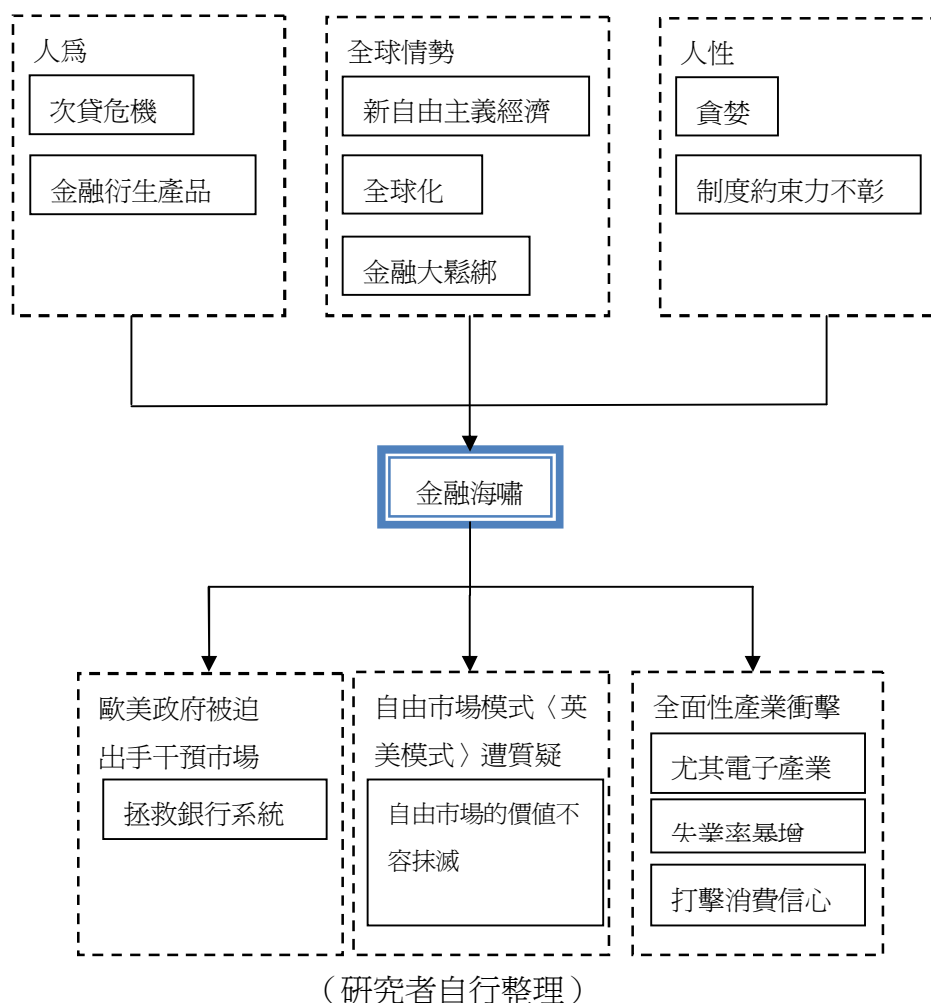 人爲
次貸危機
金融衍生產品
全球情勢
新自由主義經濟
全球化
金融大鬆綁
人性
貪婪
制度約束力不彰
金融海嘯
歐美政府被迫
出手干預市場
拯救銀行系統
自由市場模式〈英
美模式〉遭質疑
自由市場的價值不
容抹滅
全面性產業衝擊
尤其電子產業
失業率暴增
打擊消費信心
（研究者自行整理）